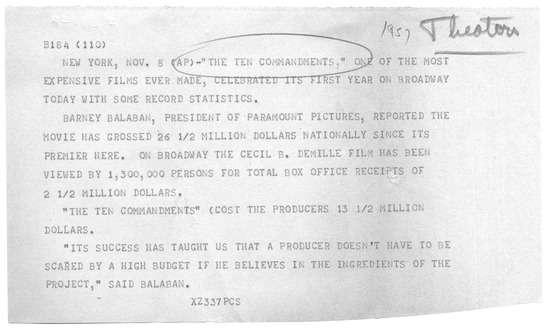 1957 Theaters
B184 (110)
NEW YORK, NOV. 8 (AP)-"THE TEN COMMANDMENTS," ONE OF THE MOST
EXPENSIVE FILMS EVER MADE, CELEBRATED ITS FIRST YEAR ON BROADWAY
TODAY WITH SOME RECORD STATISTICS.
BARNEY BALABAN, PRESIDENT OF PARAMOUNT PICTURES, REPORTED THE
MOVIE HAS GROSSED 26 1/2 MILLION DOLLARS NATIONALLY SINCE ITS
PREMIER HERE. ON BROADWAY THE CECIL B. DEMILLE FILM HAS BEEN
VIEWED BY 1,300,000 PERSONS FOR TOTAL BOX OFFICE RECEIPTS OF
2 1/2 MILLION DOLLARS.
"THE TEN COMMANDMENTS" (COST THE PRODUCERS 13 1/2 MILLION
DOLLARS.
"ITS SUCCESS HAS TAUGHT US THAT A PRODUCER DOESN'T HAVE TO BE
SCARED BY A HIGH BUDGET IF HE BELIEVES IN THE INGREDIENTS OF THE
PROJECT," SAID BALABAN.
XZ337PCS